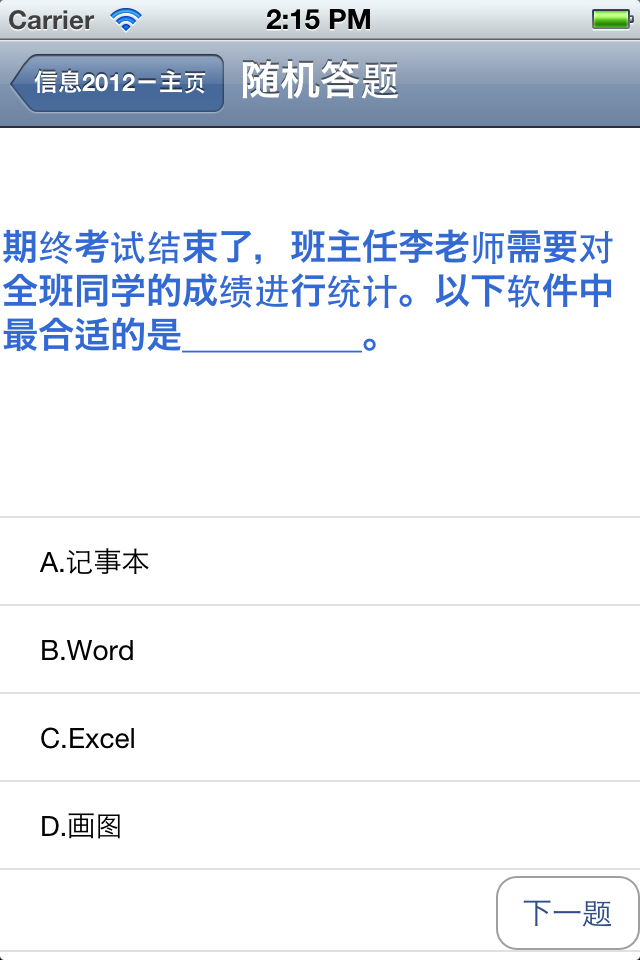 Carrier 2:15 PM
信息2012－主页 随机答题
期终考试结束了，班主任李老师需要对
全班同学的成绩进行统计。以下软件中
最合适的是__________。
A.记事本
B.Word
C.Excel
D.画图
下一题